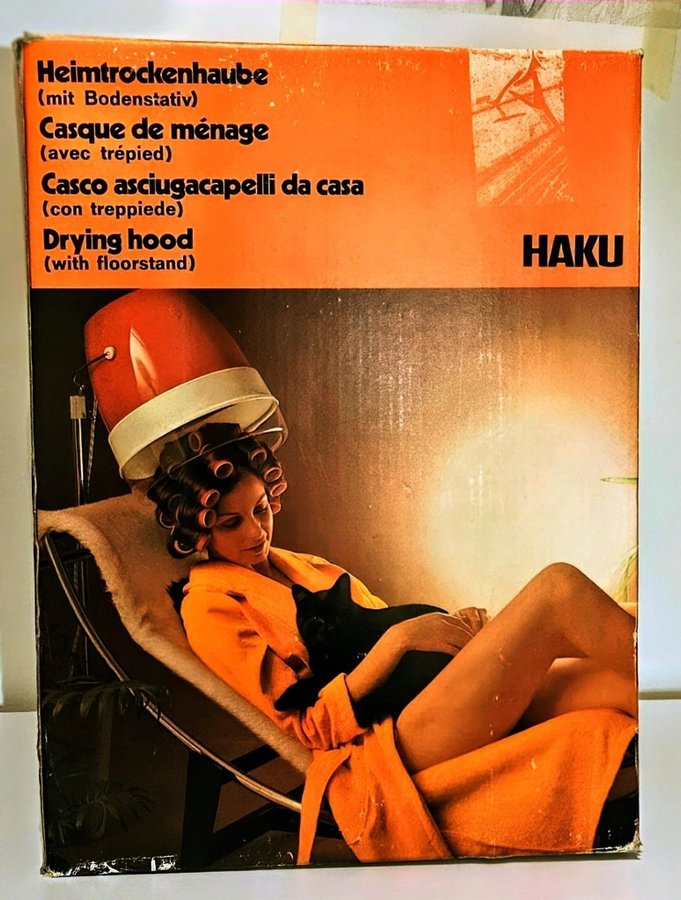 Heimtrockenhaube
(mit Bodenstativ)
Casque de ménage
(avec trépied)
Casco asciugacapelli da casa
(con treppiede)
Drying hood
(with floorstand)
HAKU